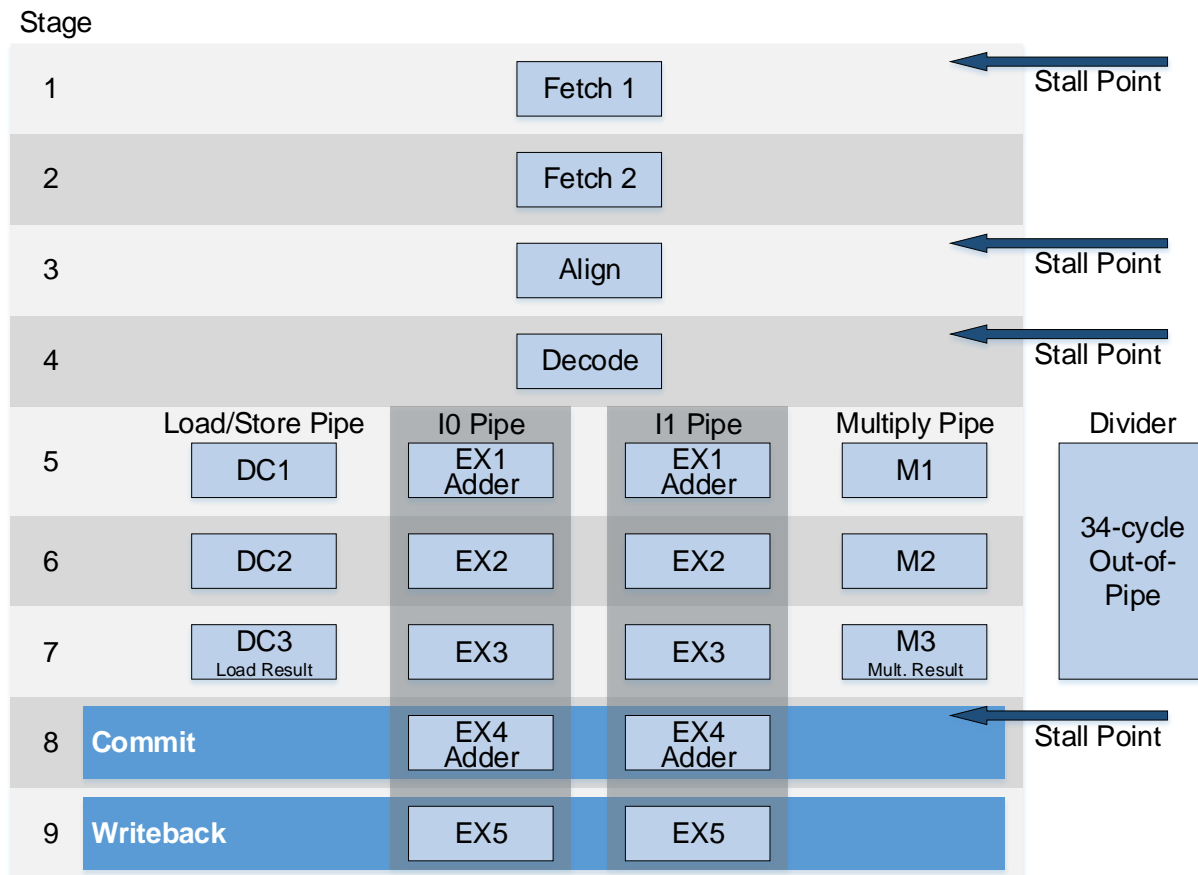 Stage
1
Fetch 1
Stall Point
2
Fetch 2
3
Align
Stall Point
4
Decode
Stall Point
Load/Store Pipe
I0 Pipe
I1 Pipe
Multiply Pipe
Divider
5
DC1
EX1
Adder
EX1
Adder
M1
34-cycle
Out-of-
Pipe
6
DC2
EX2
EX2
M2
7
DC3
Load Result
EX3
EX3
M3
Mult. Result
8
Commit
EX4
Adder
EX4
Adder
Stall Point
9
Writeback
EX5
EX5